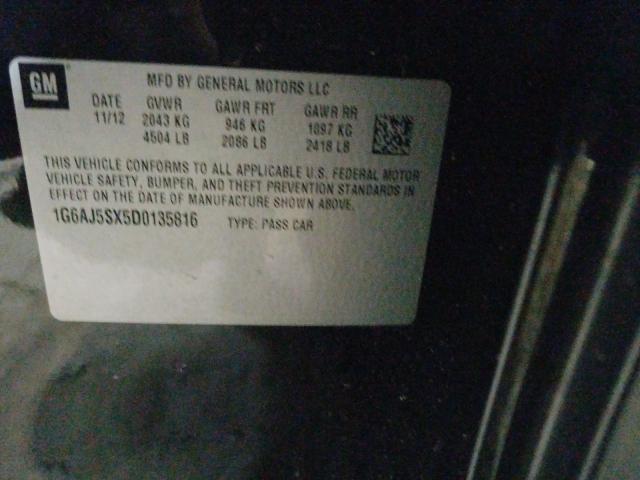 GM
MFD BY GENERAL MOTORS LLC
DATE GVWR GAWR FRT GAWR RR
11/12 2043 KG 946 KG 1097 KG
4504 LB 2086 LB 2418 LB
THIS VEHICLE CONFORMS TO ALL APPLICABLE U.S. FEDERAL MOTOR
VEHICLE SAFETY, BUMPER, AND THEFT PREVENTION STANDARDS IN
EFFECT ON THE DATE OF MANUFACTURE SHOWN ABOVE.
1G6AJ5SX5D0135816 TYPE: PASS CAR